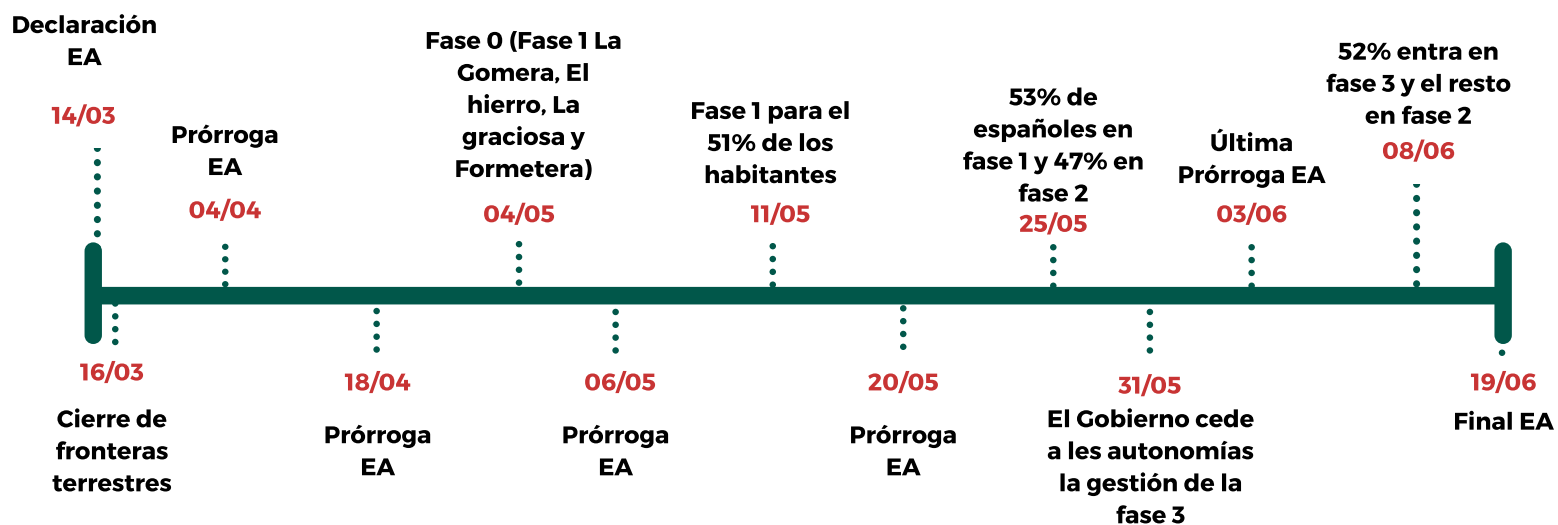 Declaración
EA
14/03
Prórroga
EA
04/04
Fase 0 (Fase 1 La
Gomera, El
hierro, La
graciosa y
Formetera)
04/05
Fase 1 para el
51% de los
habitantes
11/05
53% de
españoles en
fase 1 y 47% en
fase 2
25/05
Última
Prórroga EA
03/06
52% entra en
fase 3 y el resto
en fase 2
08/06
16/03
Cierre de
fronteras
terrestres
18/04
Prórroga
EA
06/05
Prórroga
EA
20/05
Prórroga
EA
31/05
El Gobierno cede
a les autonomías
la gestión de la
fase 3
19/06
Final EA